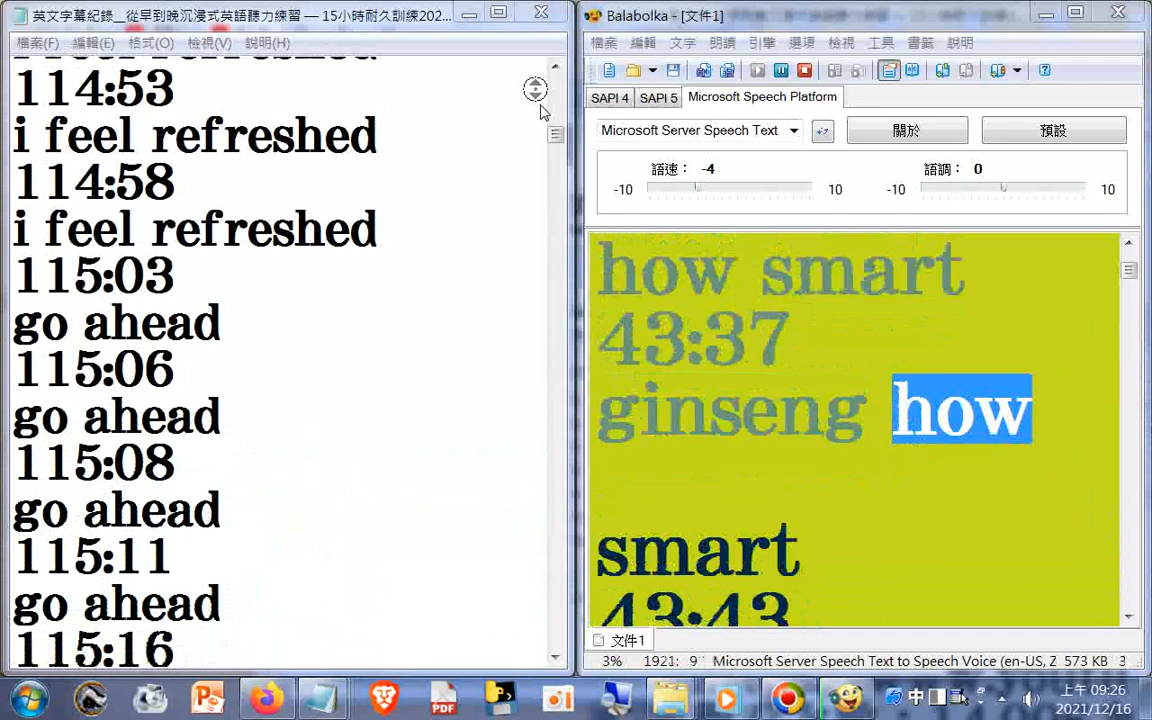 英文字幕紀錄__從早到晚沉浸式英語聽力練習 — 15小時耐久訓練202...
檔案(F) 編輯(E) 格式(O) 檢視(V) 說明(H)
i feel refreshed
114:53
i feel refreshed
114:58
i feel refreshed
115:03
go ahead
115:06
go ahead
115:08
go ahead
115:11
go ahead
115:16
Balabolka - [文件1]
檔案 編輯 文字 朗讀 引擎 選項 檢視 工具 書籤 說明
SAPI 4 SAPI 5 Microsoft Speech Platform
Microsoft Server Speech Text 關於 預設
語速： -4 語調： 0
-10 10 -10 10
how smart
43:37
ginseng how
smart
43:43
文件1
3% 1921: 9 Microsoft Server Speech Text to Speech Voice (en-US, Z 573 KB 3
PDF 中 上午 09:26
2021/12/16